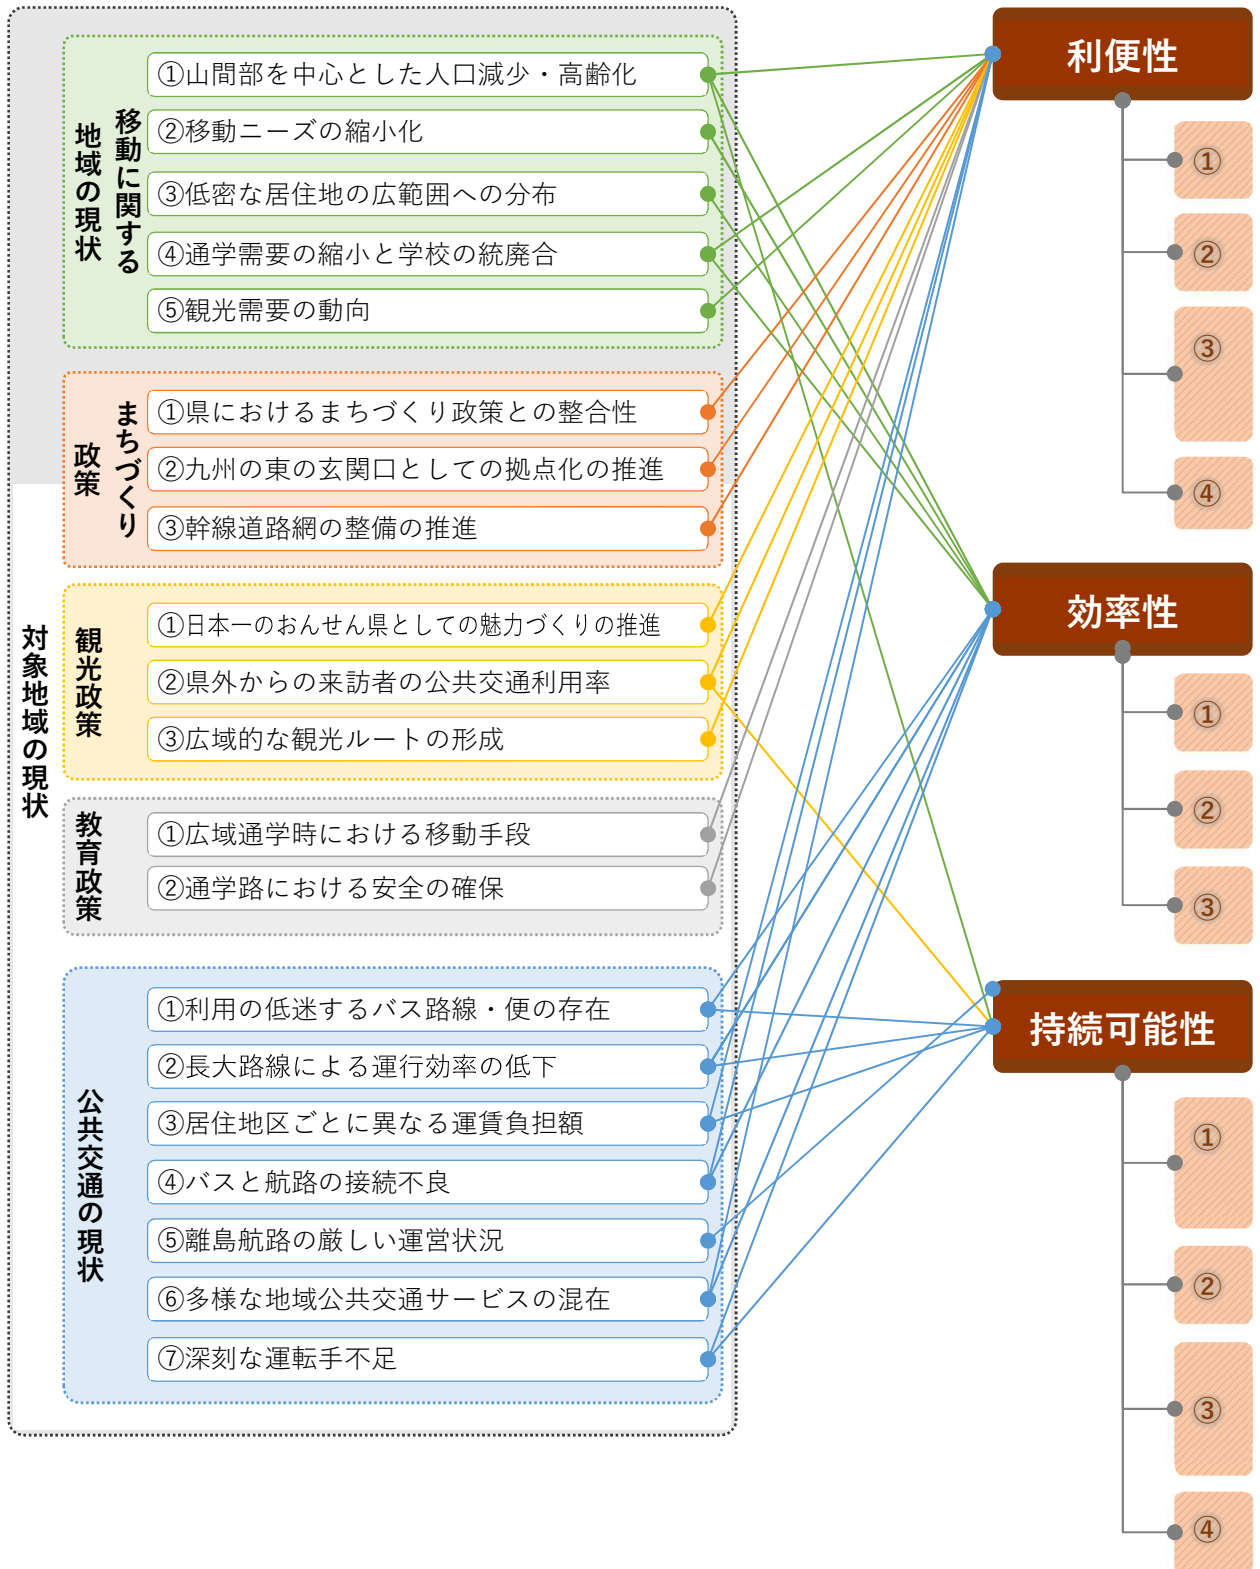 対象地域の現状
移動に関する
地域の現状
①山間部を中心とした人口減少・高齢化
②移動ニーズの縮小化
③低密な居住地の広範囲への分布
④通学需要の縮小と学校の統廃合
⑤観光需要の動向
まちづくり
政策
①県におけるまちづくり政策との整合性
②九州の東の玄関口としての拠点化の推進
③幹線道路網の整備の推進
観光政策
①日本一のおんせん県としての魅力づくりの推進
②県外からの来訪者の公共交通利用率
③広域的な観光ルートの形成
教育政策
①広域通学時における移動手段
②通学路における安全の確保
公共交通の現状
①利用の低迷するバス路線・便の存在
②長大路線による運行効率の低下
③居住地区ごとに異なる運賃負担額
④バスと航路の接続不良
⑤離島航路の厳しい運営状況
⑥多様な地域公共交通サービスの混在
⑦深刻な運転手不足
利便性
①
②
③
④
効率性
①
②
③
持続可能性
①
②
③
④